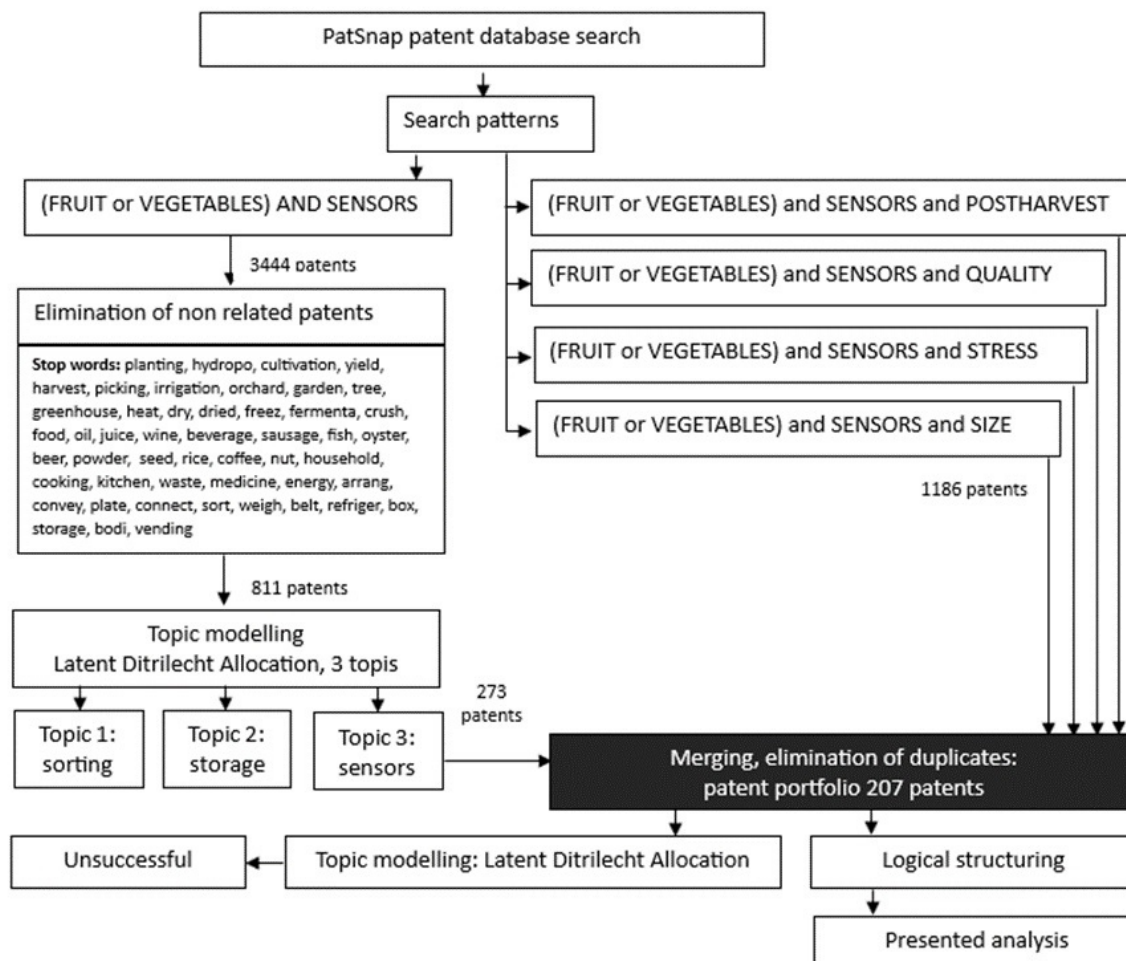 PatSnap patent database search
Search patterns
(FRUIT or VEGETABLES) AND SENSORS
3444 patents
Elimination of non related patents
Stop words: planting, hydropo, cultivation, yield,
harvest, picking, irrigation, orchard, garden, tree,
greenhouse, heat, dry, dried, freez, fermenta, crush,
food, oil, juice, wine, beverage, sausage, fish, oyster,
beer, powder, seed, rice, coffee, nut, household,
cooking, kitchen, waste, medicine, energy, arrang,
convey, plate, connect, sort, weigh, belt, refriger, box,
storage, bodi, vending
811 patents
Topic modelling
Latent Ditrilecht Allocation, 3 topis
Topic 1:
sorting
Topic 2:
storage
Topic 3:
sensors
273
patents
(FRUIT or VEGETABLES) and SENSORS and POSTHARVEST
(FRUIT or VEGETABLES) and SENSORS and QUALITY
(FRUIT or VEGETABLES) and SENSORS and STRESS
(FRUIT or VEGETABLES) and SENSORS and SIZE
1186 patents
Merging, elimination of duplicates:
patent portfolio 207 patents
Unsuccessful
Topic modelling: Latent Ditrilecht Allocation
Logical structuring
Presented analysis